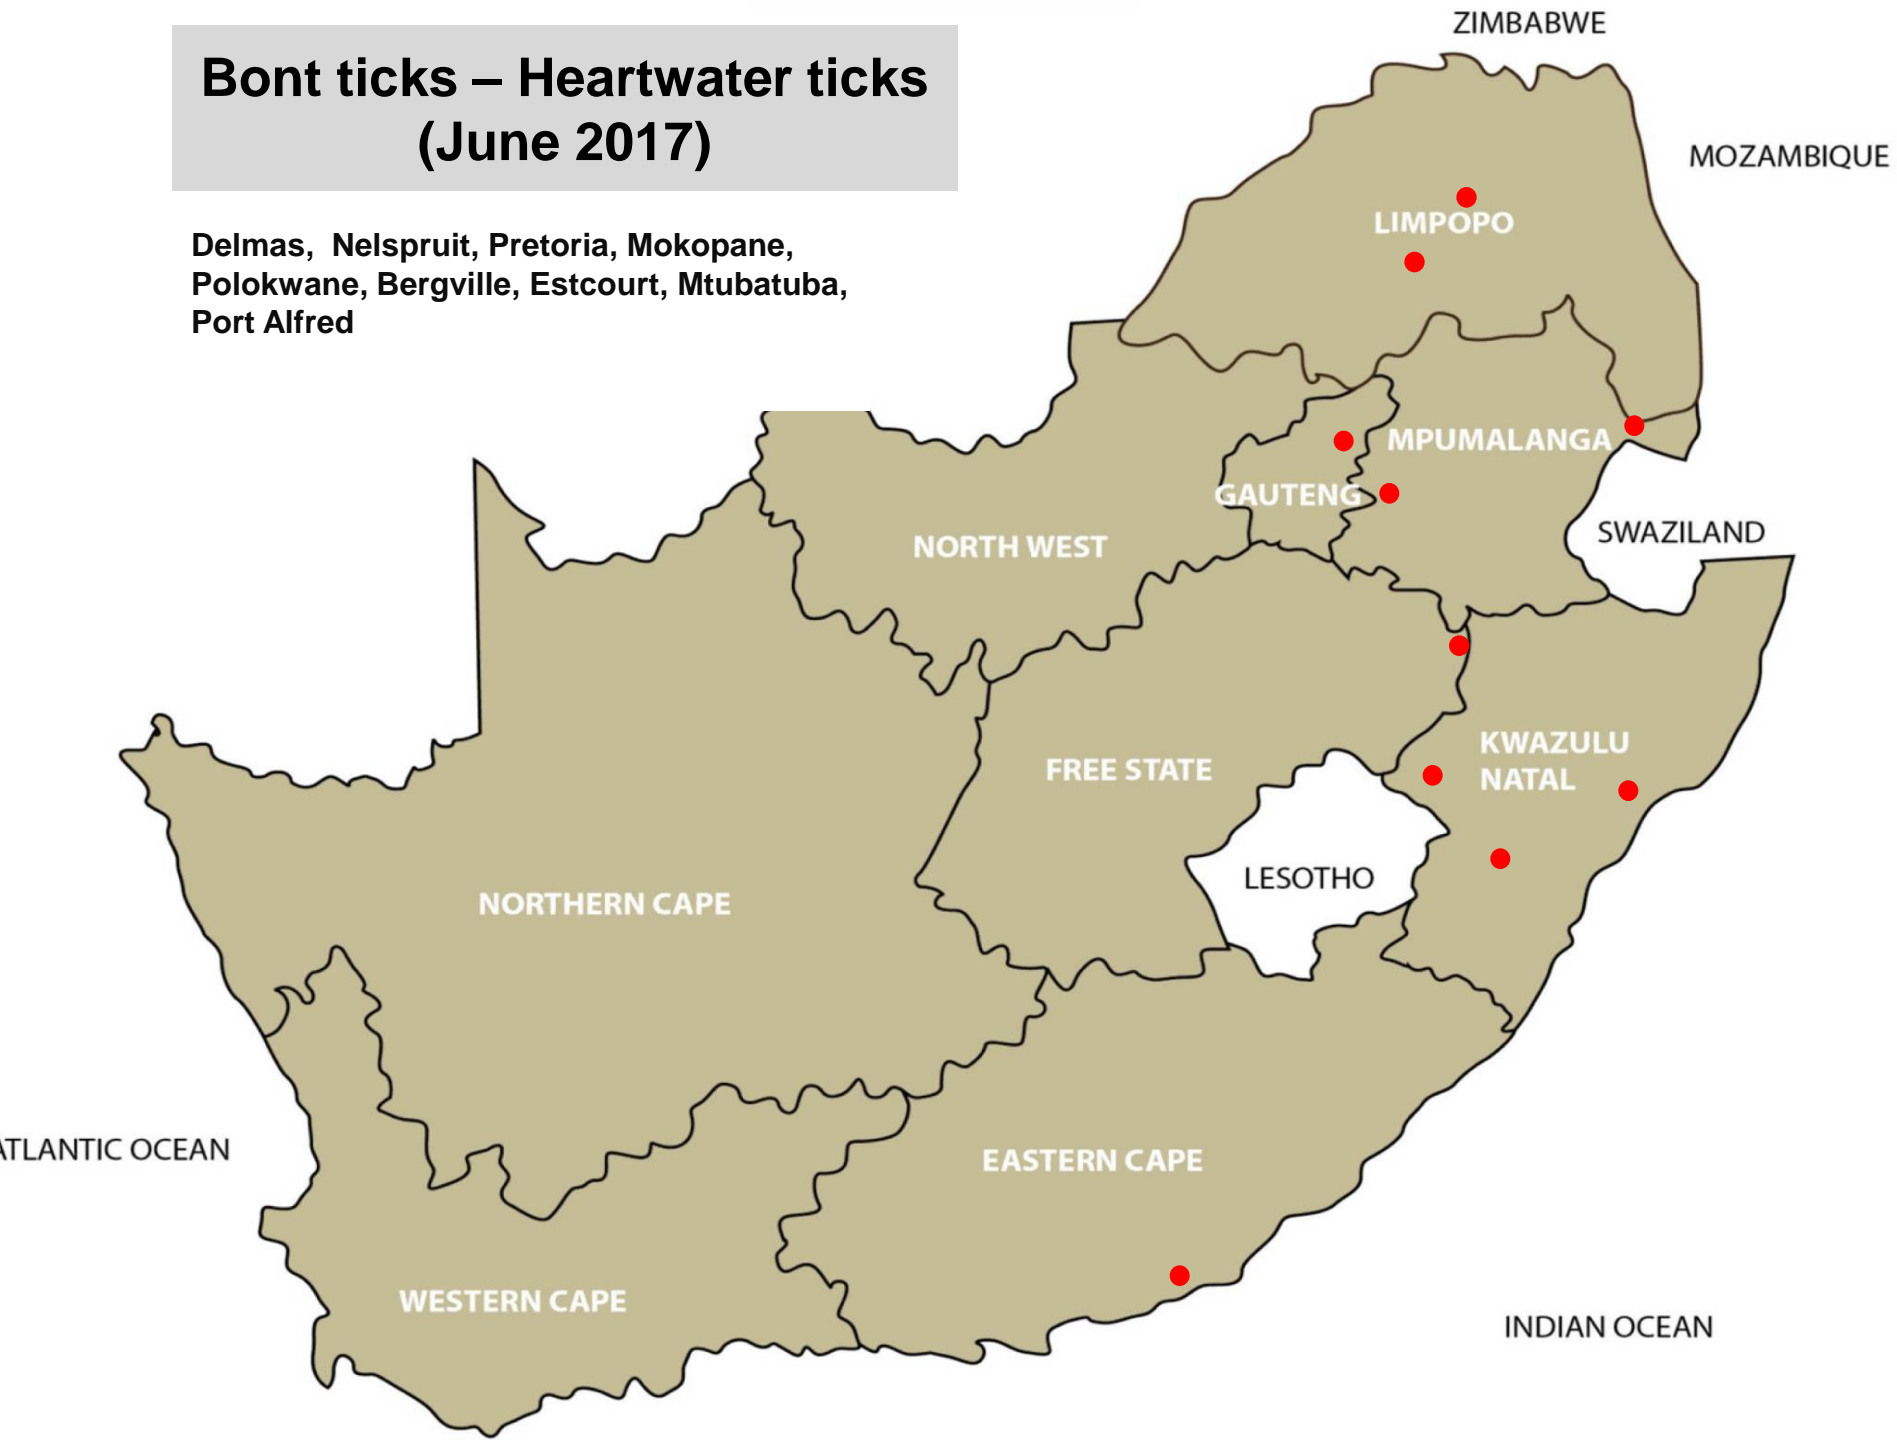 Bont ticks – Heartwater ticks
(June 2017)
Delmas,  Nelspruit, Pretoria, Mokopane,
Polokwane, Bergville, Estcourt, Mtubatuba,
Port Alfred
ZIMBABWE
MOZAMBIQUE
LIMPOPO
MPUMALANGA
GAUTENG
SWAZILAND
NORTH WEST
KWAZULU
NATAL
FREE STATE
LESOTHO
NORTHERN CAPE
ATLANTIC OCEAN
EASTERN CAPE
WESTERN CAPE
INDIAN OCEAN